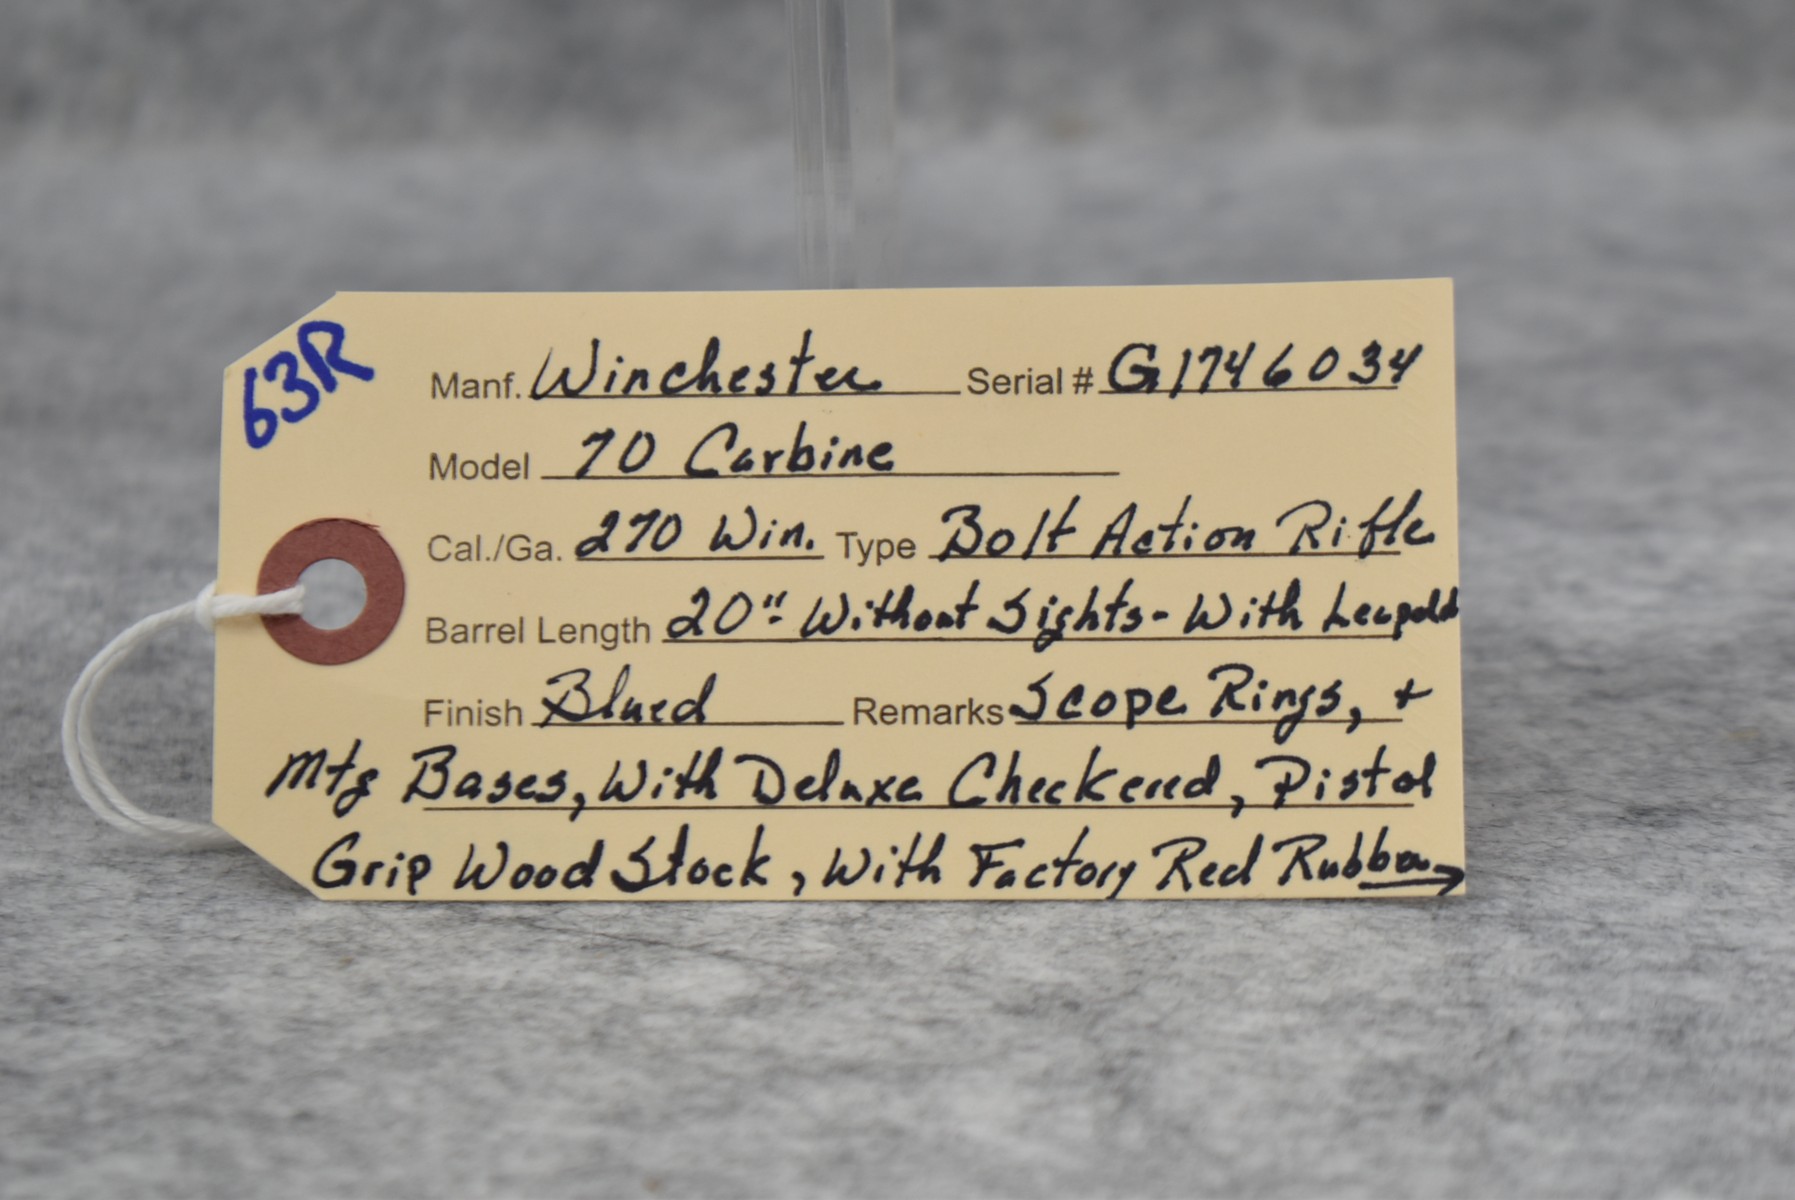 63R
Manf. Winchester Serial # G1746034
Model 70 Carbine
Cal./Ga. 270 Win. Type Bolt Action Rifle
Barrel Length 20" Without Sights - With Leupold
Finish Blued Remarks Scope Rings, +
Mtg Bases, With Deluxe Checkered, Pistol
Grip Wood Stock, With Factory Red Rubber →